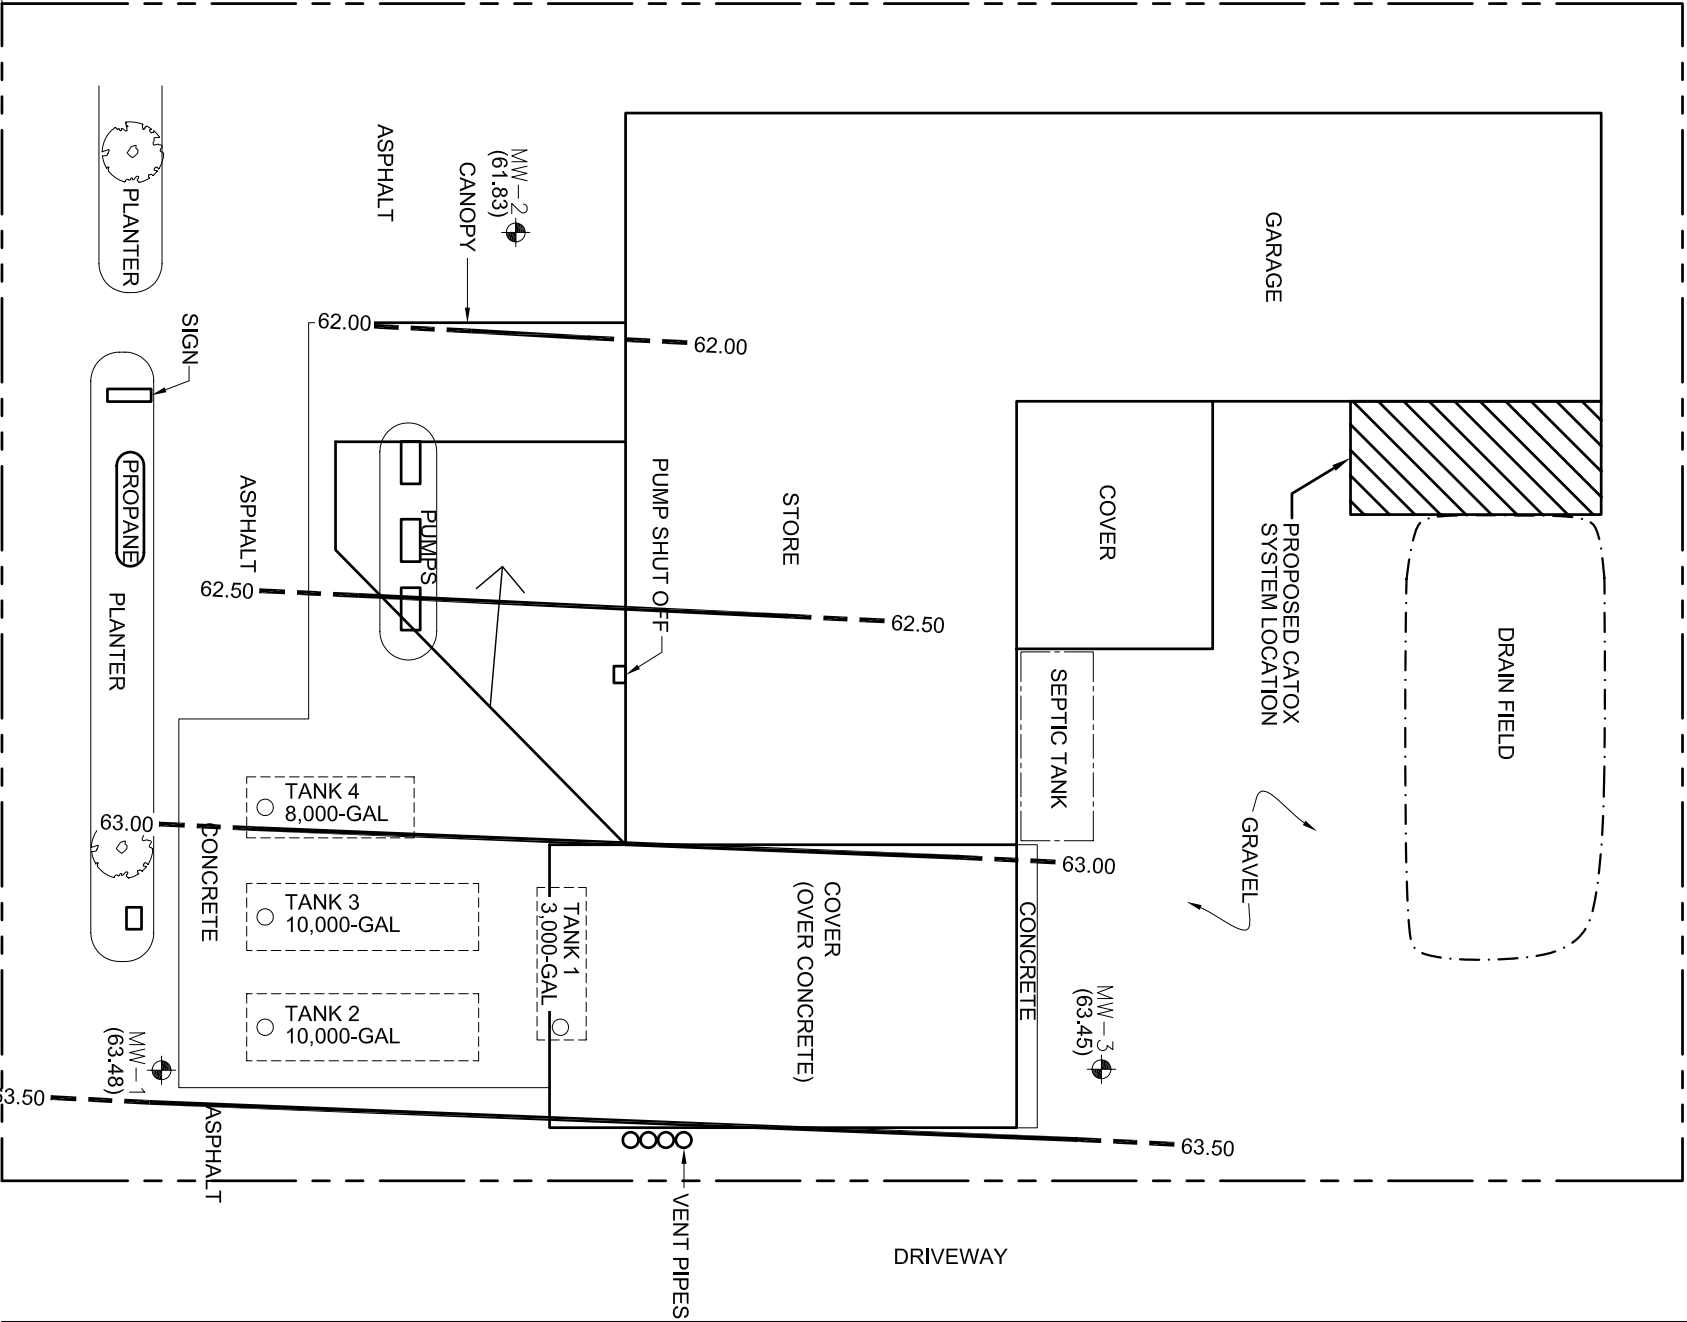 ASPHALT
MW-2
(61.83)
CANOPY
PLANTER
GARAGE
SIGN
62.00
62.00
PROPANE
ASPHALT
PUMPS
PUMP SHUT OFF
STORE
COVER
PROPOSED CATOX
SYSTEM LOCATION
62.50
62.50
PLANTER
DRAIN FIELD
SEPTIC TANK
TANK 4
8,000-GAL
63.00
63.00
CONCRETE
GRAVEL
TANK 3
10,000-GAL
TANK 1
3,000-GAL
COVER
(OVER CONCRETE)
CONCRETE
TANK 2
10,000-GAL
MW-1
(63.48)
MW-3
(63.45)
3.50
63.50
ASPHALT
VENT PIPES
DRIVEWAY